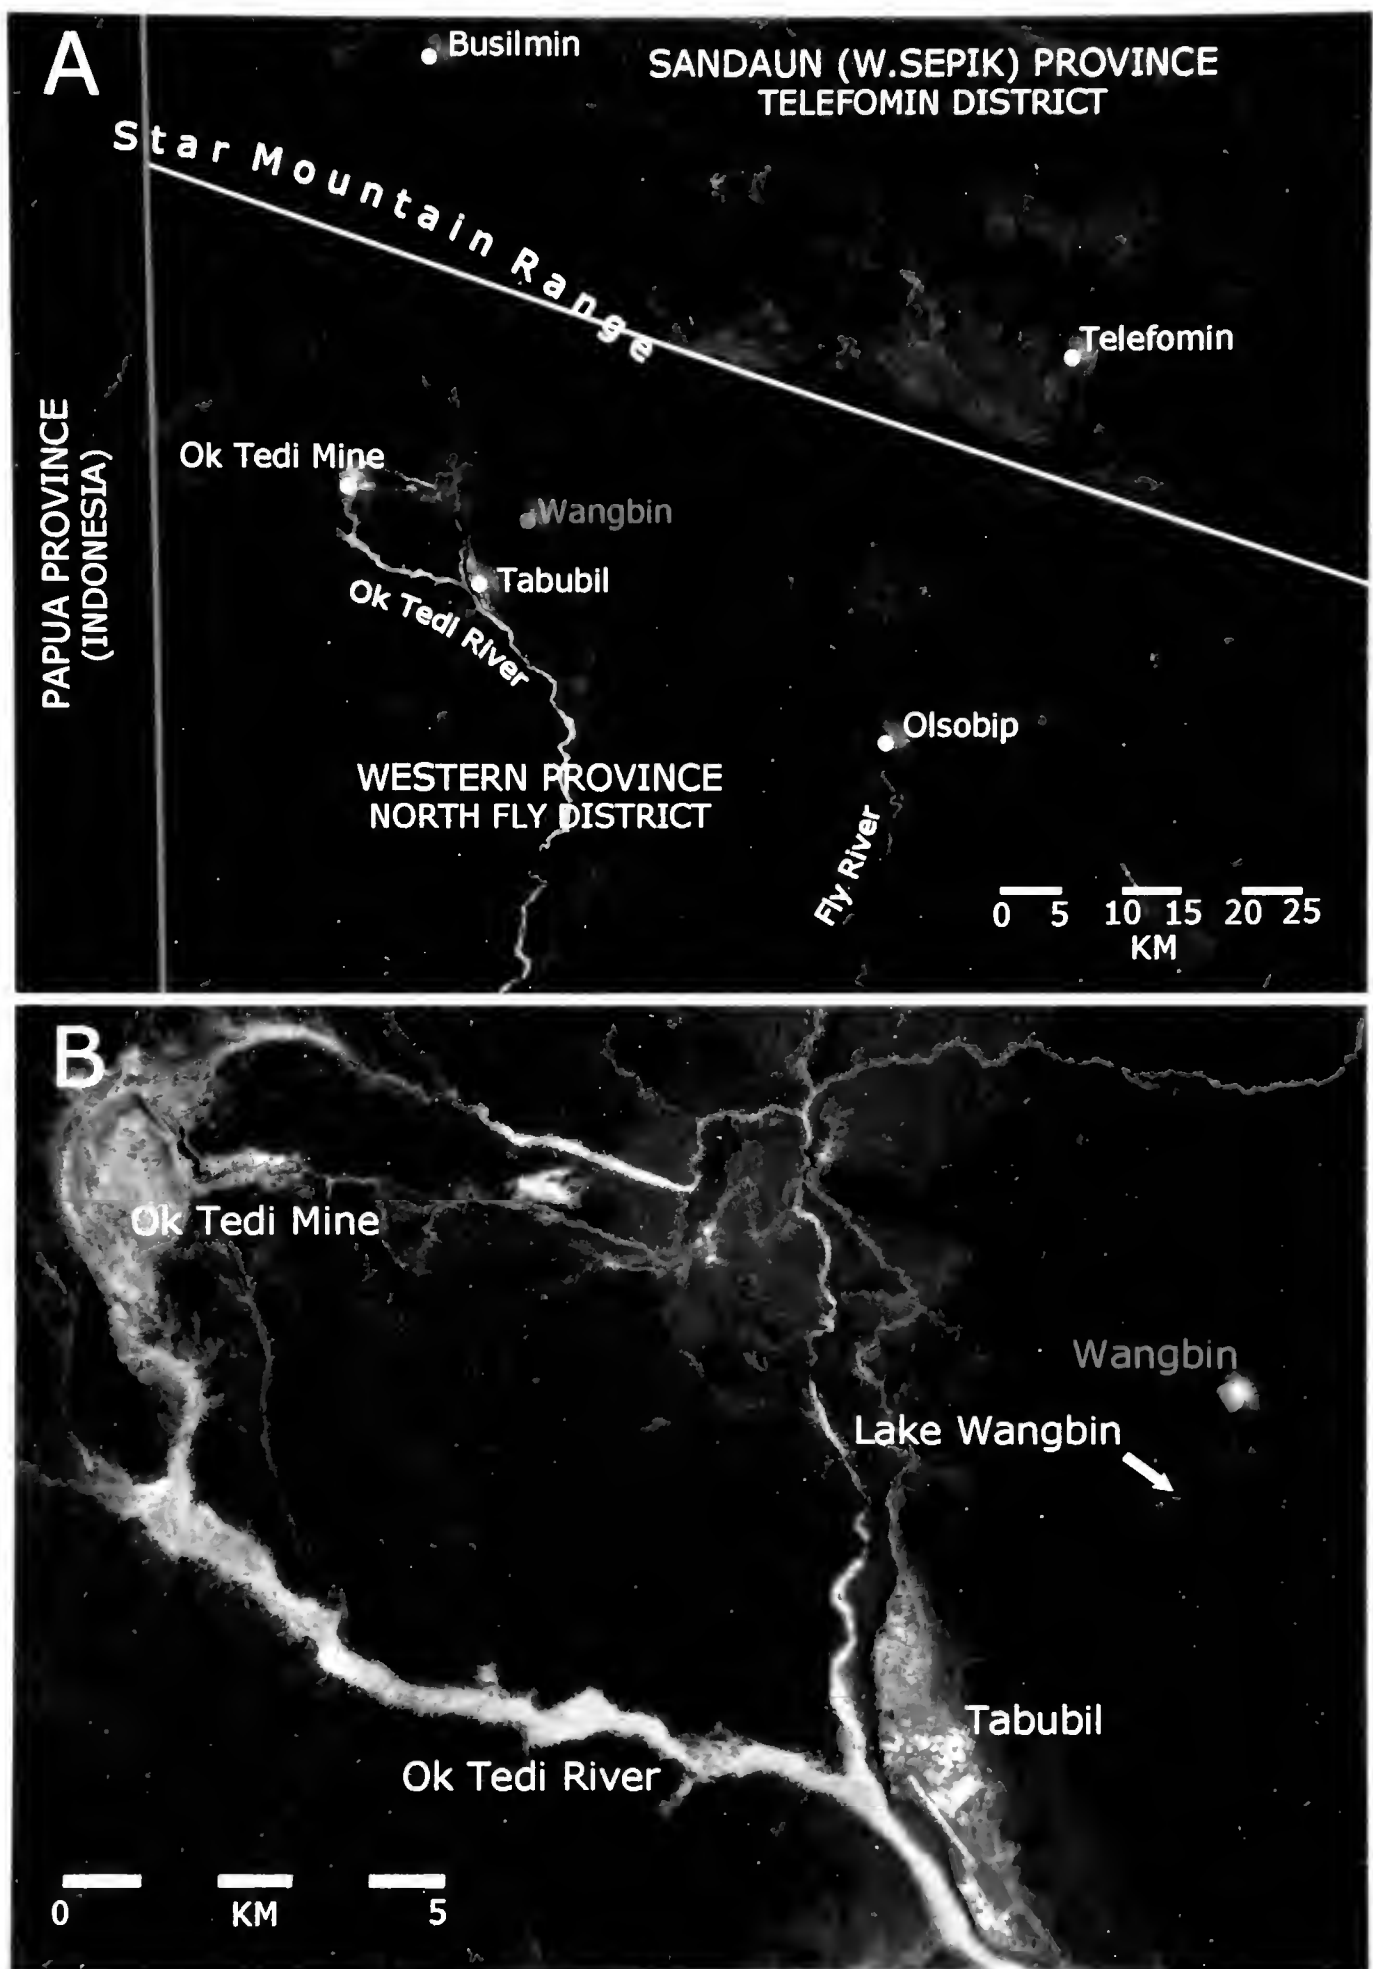 A
Busilmin
SANDAUN (W.SEPIK) PROVINCE
TELEFOMIN DISTRICT
Star Mountain Range
Telefomin
PAPUA PROVINCE
(INDONESIA)
Ok Tedi Mine
Wangbin
Tabubil
Ok Tedi River
Olsobip
WESTERN PROVINCE
NORTH FLY DISTRICT
Fly River
0 5 10 15 20 25
KM
B
Ok Tedi Mine
Wangbin
Lake Wangbin
Tabubil
Ok Tedi River
0 KM 5